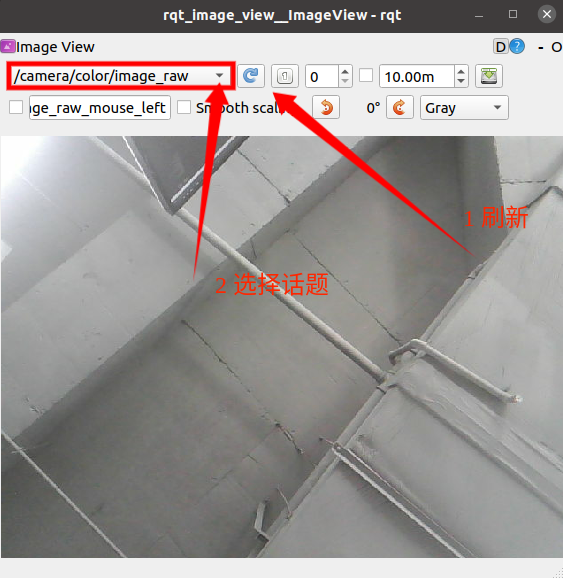 rqt_image_view__ImageView - rqt
Image View
D
- O
/camera/color/image_raw
0
10.00m
ge_raw_mouse_left
Smooth scali
0°
Gray
1 刷新
2 选择话题